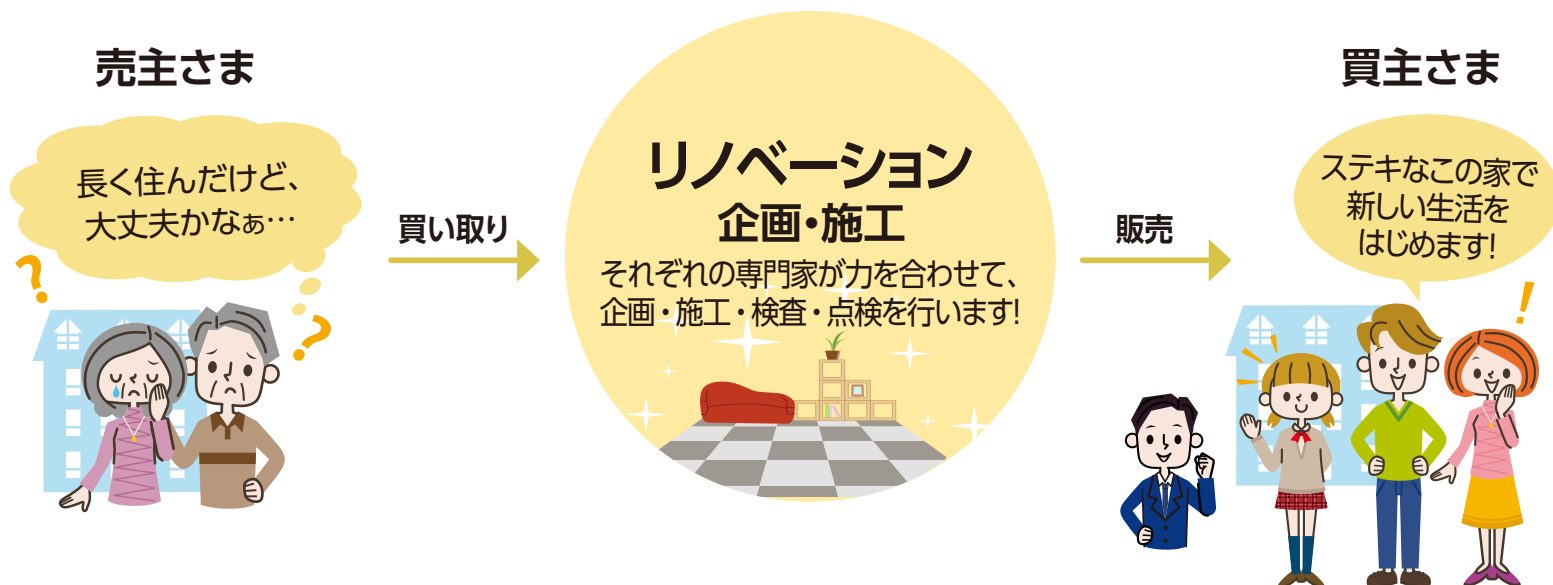 売主さま
長く住んだけど、
大丈夫かなぁ…
?
?
買い取り
リノベーション
企画・施工
それぞれの専門家が力を合わせて、
企画・施工・検査・点検を行います!
販売
買主さま
ステキなこの家で
新しい生活を
はじめます!
!